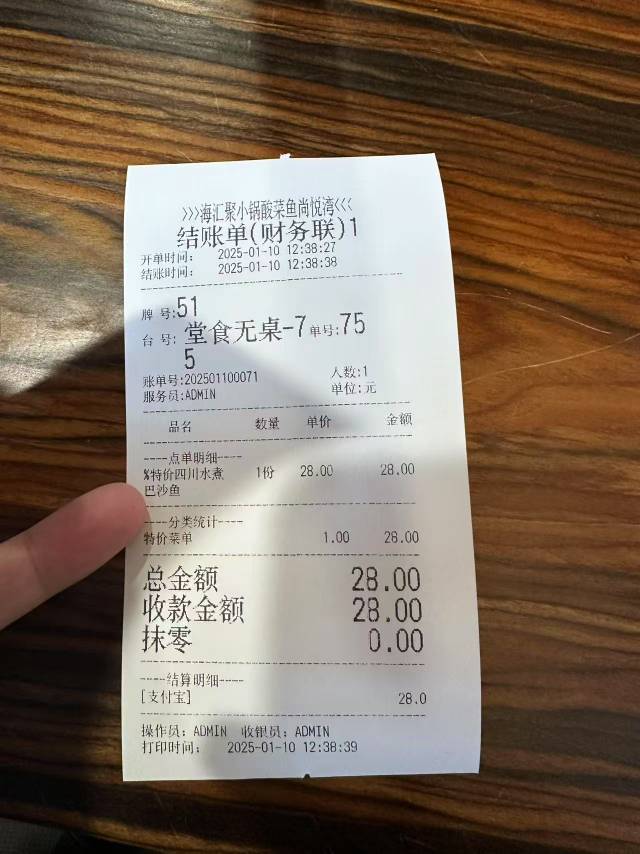 >>>海汇聚小锅酸菜鱼尚悦湾<<<
结账单(财务联)1
开单时间: 2025-01-10 12:38:27
结账时间: 2025-01-10 12:38:38
牌 号:51
台 号: 堂食无桌-7 单号:75
5
账单号:202501100071 人数:1
服务员:ADMIN 单位:元
品名 数量 单价 金额
----点单明细----
%特价四川水煮 1份 28.00 28.00
巴沙鱼
----分类统计----
特价菜单 1.00 28.00
总金额 28.00
收款金额 28.00
抹零 0.00
----结算明细----
[支付宝] 28.0
操作员: ADMIN 收银员: ADMIN
打印时间: 2025-01-10 12:38:39